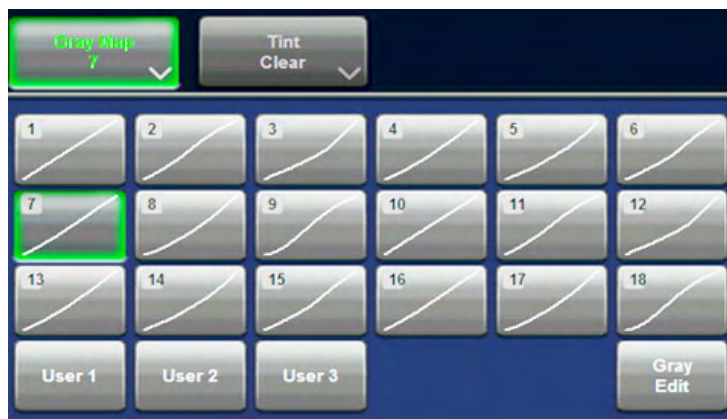 Gray Map
7
Tint
Clear
1 2 3 4 5 6
7 8 9 10 11 12
13 14 15 16 17 18
User 1 User 2 User 3 Gray
Edit